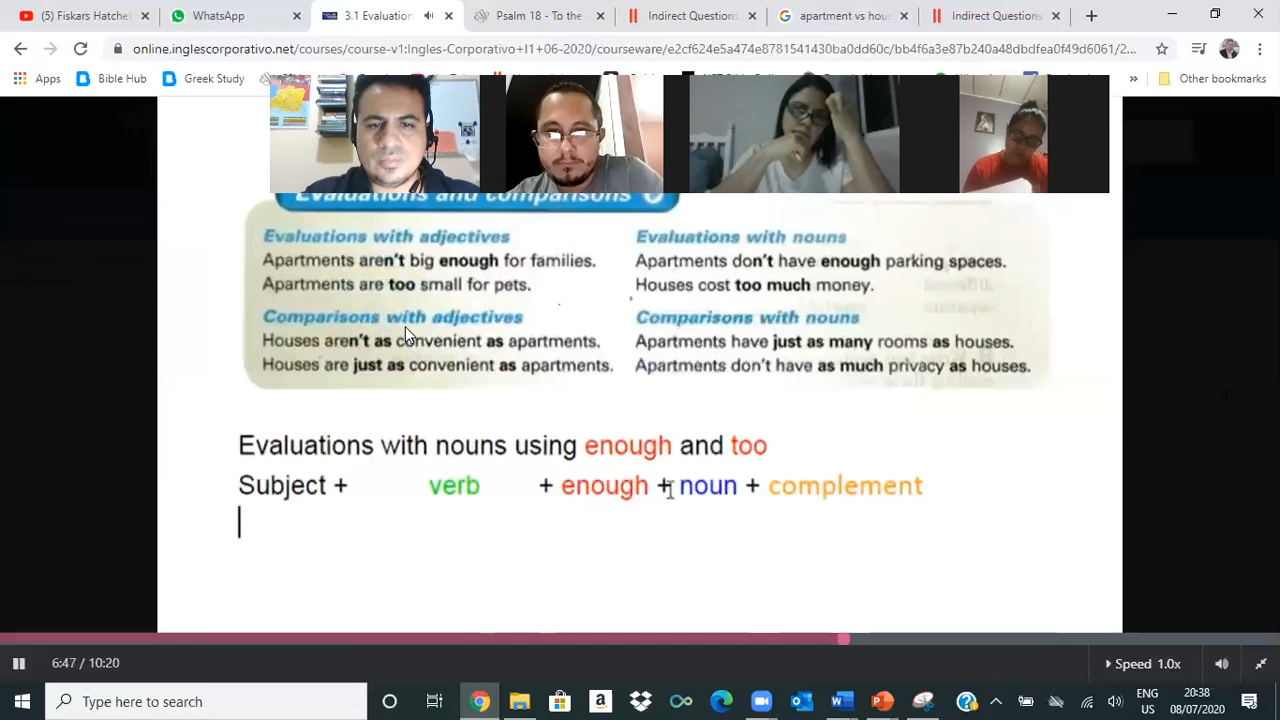 (5) Fiskars Hatchet
WhatsApp
3.1 Evaluation
Psalm 18 - To the
Indirect Questions
apartment vs hou
Indirect Questions
online.inglescorporativo.net/courses/course-v1:Ingles-Corporativo+I1+06-2020/courseware/e2cf624e5a474e8781541430ba0dd60c/bb4f6a3e87b240a48dbdfea0f49d6061/2...
Apps
Bible Hub
Greek Study
Other bookmarks
Evaluations and comparisons
Evaluations with adjectives
Apartments aren't big enough for families.
Apartments are too small for pets.
Comparisons with adjectives
Houses aren't as convenient as apartments.
Houses are just as convenient as apartments.
Evaluations with nouns
Apartments don't have enough parking spaces.
Houses cost too much money.
Comparisons with nouns
Apartments have just as many rooms as houses.
Apartments don't have as much privacy as houses.
Evaluations with nouns using enough and too
Subject + verb + enough + noun + complement
6:47 / 10:20
Speed 1.0x
Type here to search
ENG
US
20:38
08/07/2020